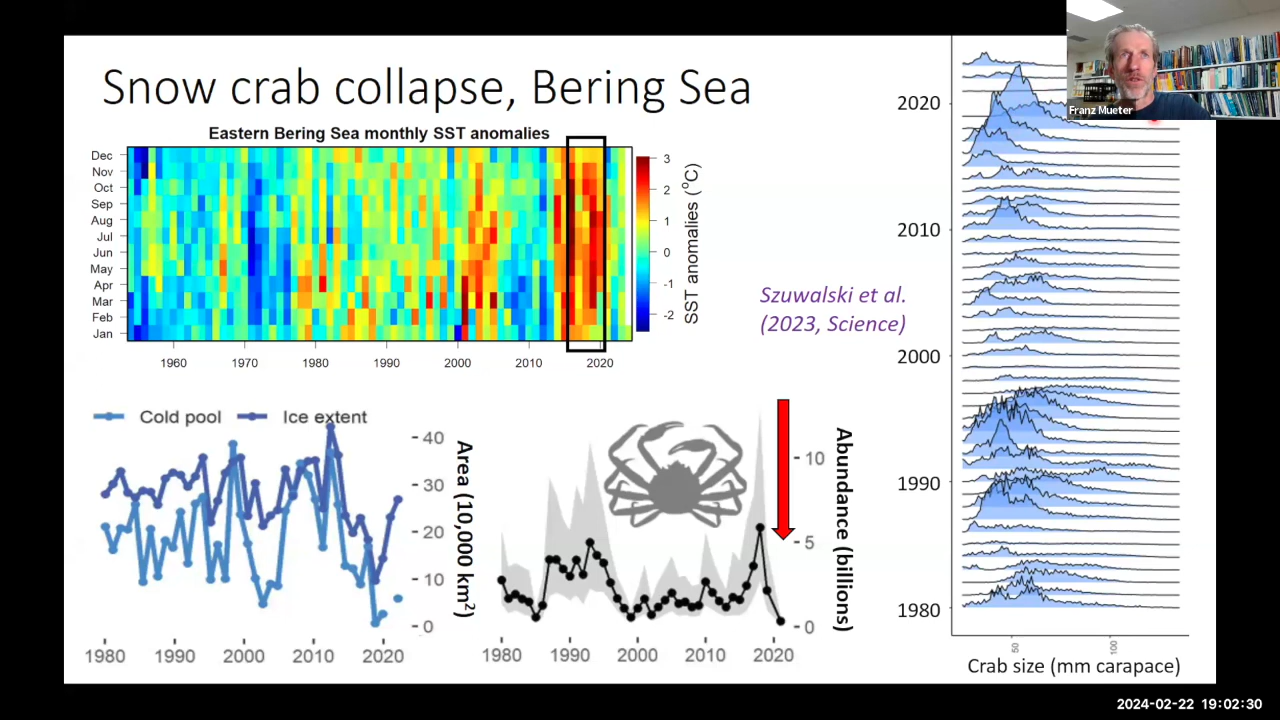 Snow crab collapse, Bering Sea
Eastern Bering Sea monthly SST anomalies
Dec
Nov
Oct
Sep
Aug
Jul
Jun
May
Apr
Mar
Feb
Jan
1960 1970 1980 1990 2000 2010 2020
3
2
1
0
-1
-2
SST anomalies (°C)
Szuwalski et al.
(2023, Science)
Cold pool Ice extent
40
30
20
10
0
Area (10,000 km²)
1980 1990 2000 2010 2020
10
5
0
Abundance (billions)
1980 1990 2000 2010 2020
2020
2010
2000
1990
1980
50 100
Crab size (mm carapace)
Franz Mueter
2024-02-22 19:02:30